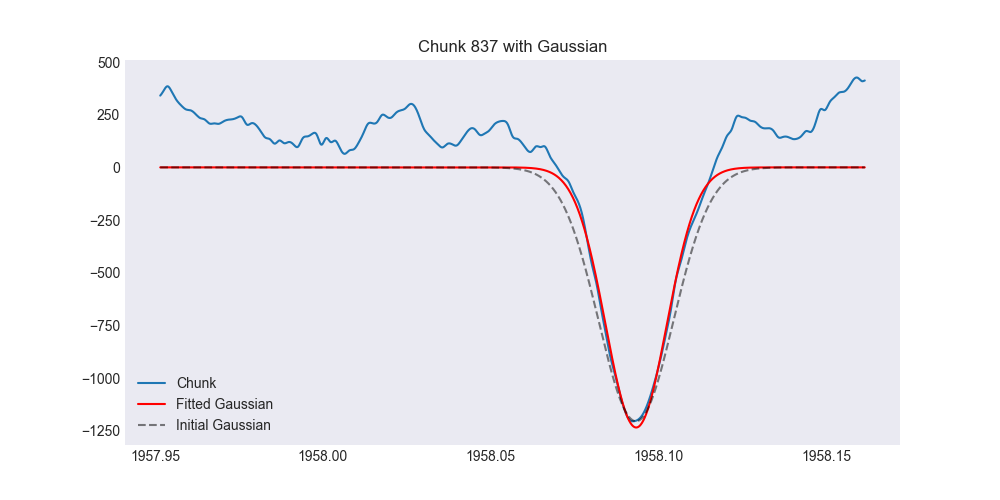 Chunk 837 with Gaussian
500
250
0
−250
−500
−750
−1000
−1250
Chunk
Fitted Gaussian
Initial Gaussian
1957.95 1958.00 1958.05 1958.10 1958.15